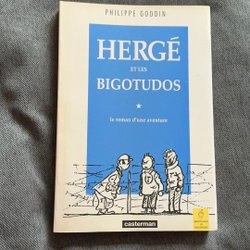 PHILIPPE GODDIN
HERGÉ
ET LES
BIGOTUDOS
le roman d'une aventure
casterman